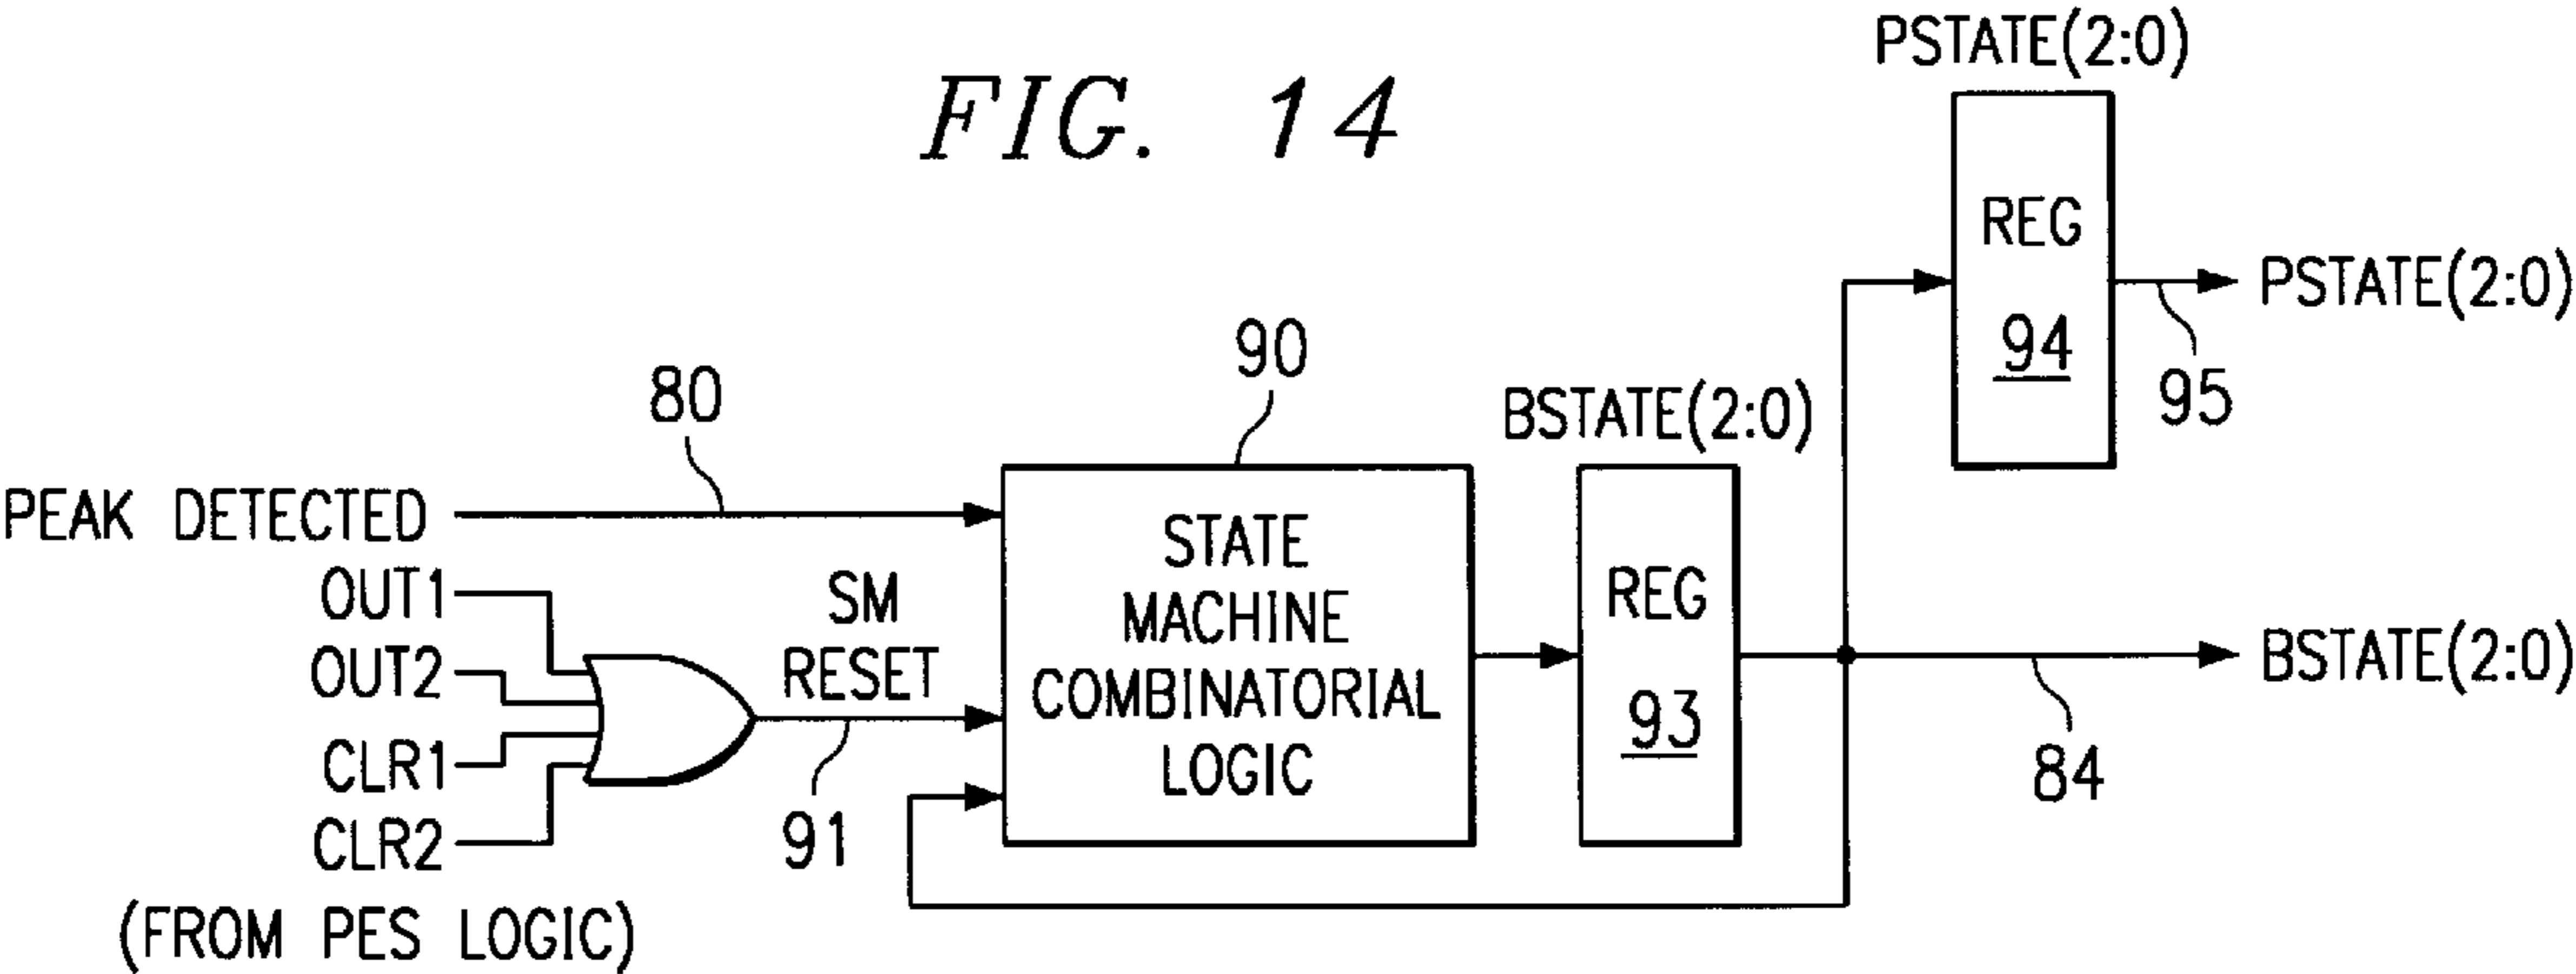 PSTATE(2:0)
FIG. 14
REG
94
PSTATE(2:0)
95
90
80
BSTATE(2:0)
PEAK DETECTED
OUT1
OUT2
CLR1
CLR2
(FROM PES LOGIC)
SM
RESET
91
STATE
MACHINE
COMBINATORIAL
LOGIC
REG
93
BSTATE(2:0)
84